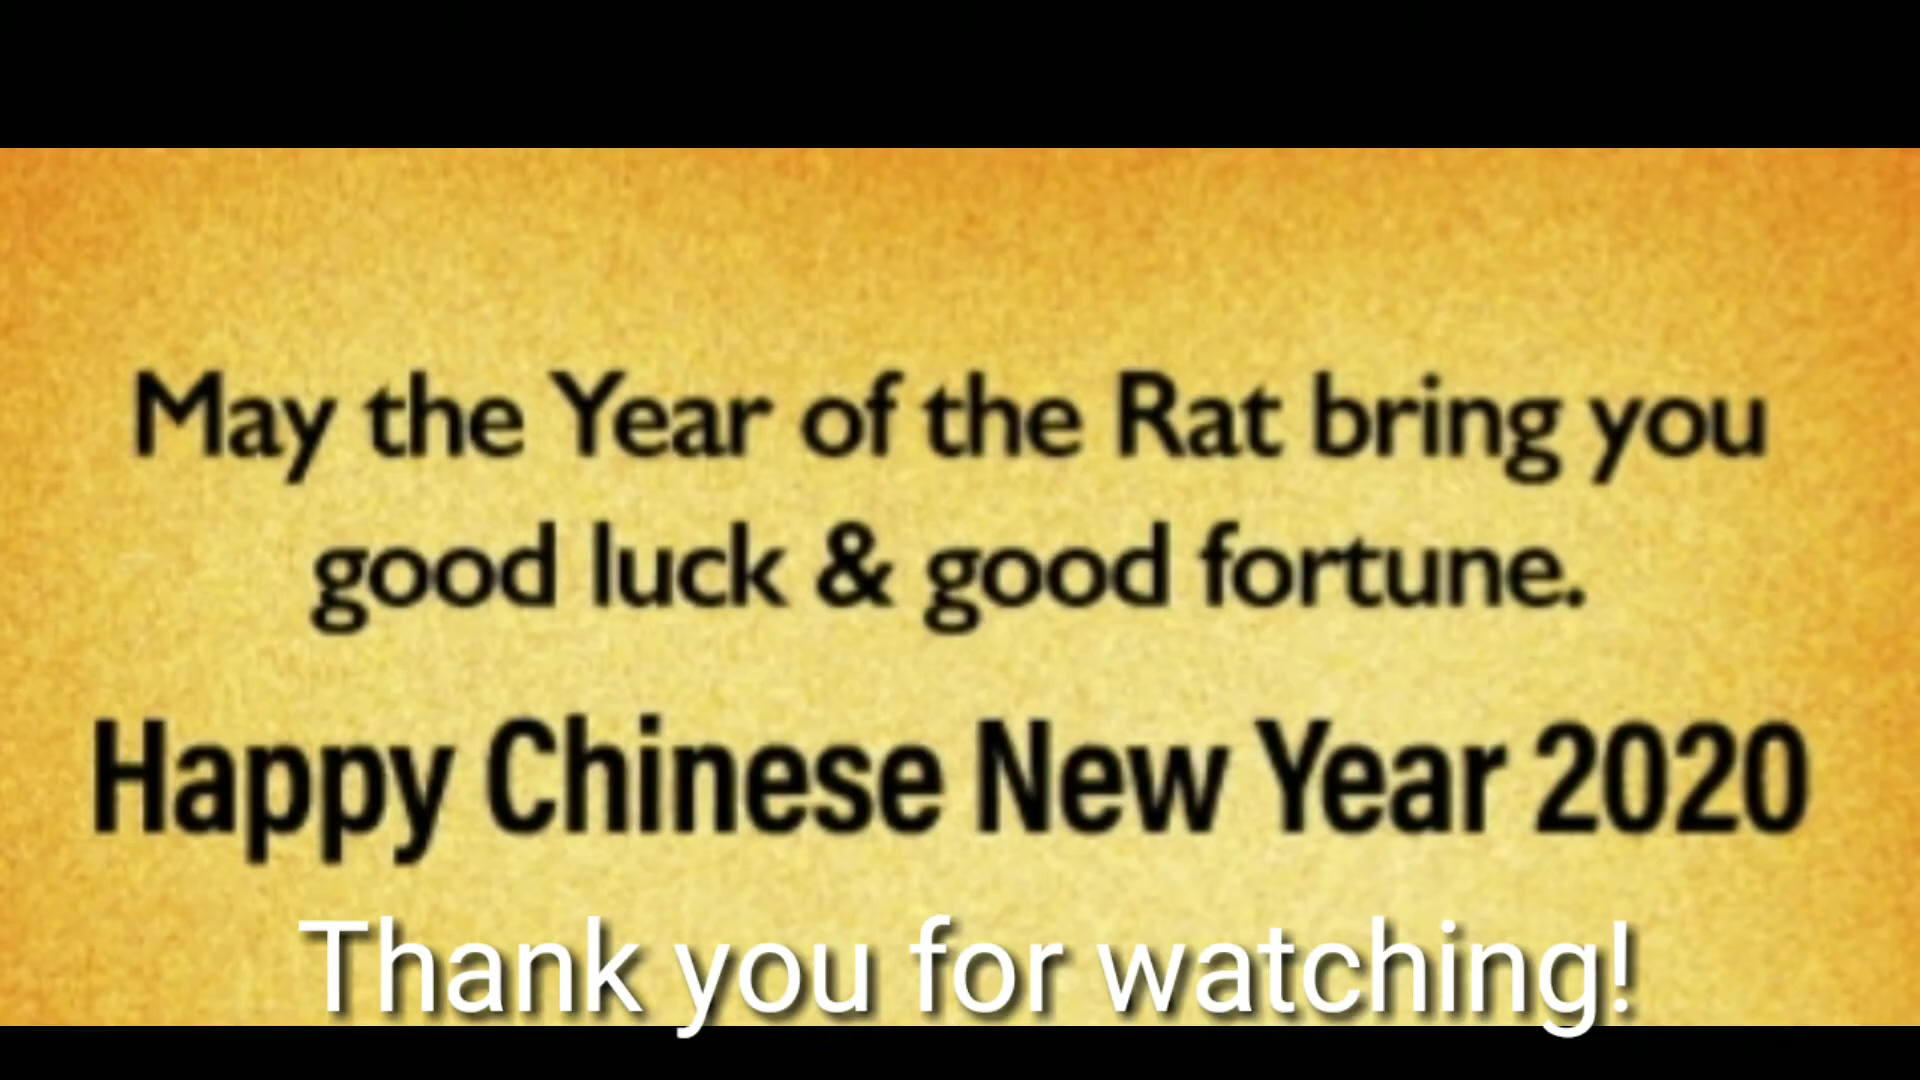 May the Year of the Rat bring you
good luck & good fortune.
Happy Chinese New Year 2020
Thank you for watching!